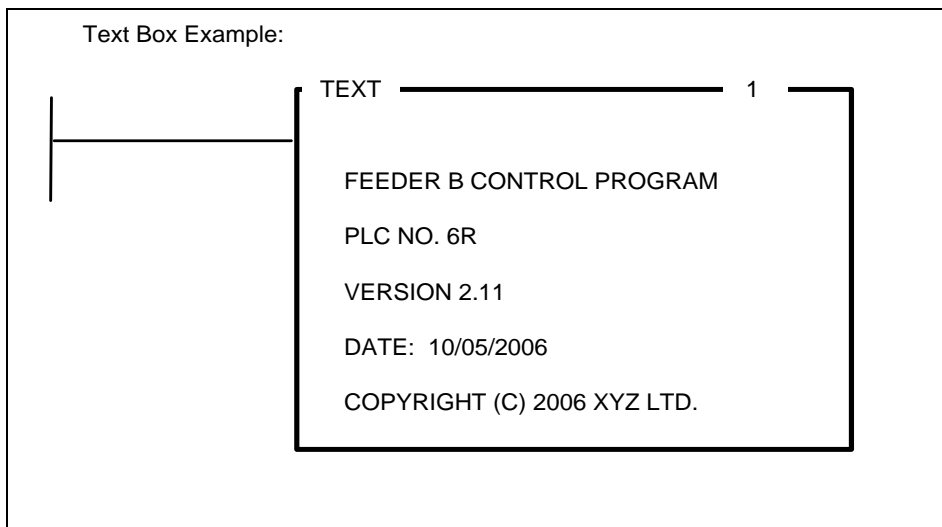 Text Box Example:
TEXT 1
FEEDER B CONTROL PROGRAM
PLC NO. 6R
VERSION 2.11
DATE: 10/05/2006
COPYRIGHT (C) 2006 XYZ LTD.